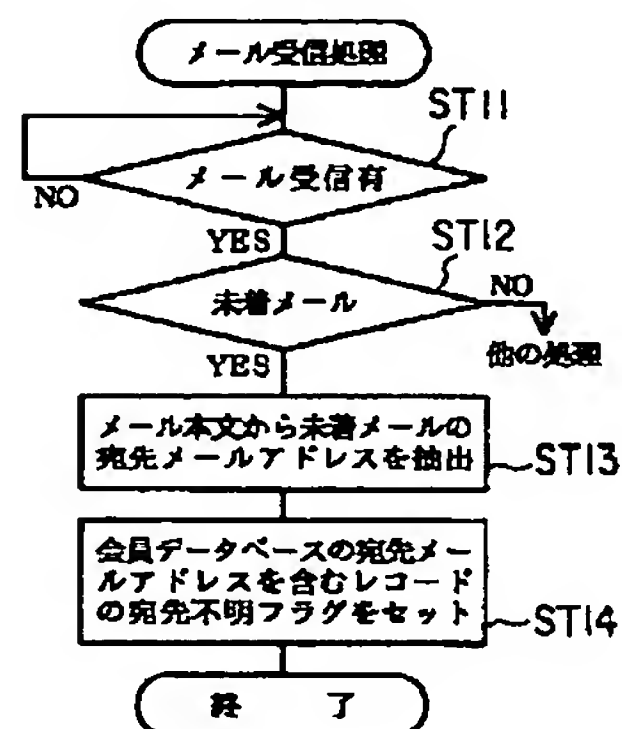 メール受信処理
ST11
メール受信有
NO
YES
ST12
未着メール
NO
他の処理
YES
メール本文から未着メールの
宛先メールアドレスを抽出
ST13
会員データベースの宛先メー
ルアドレスを含むレコード
の宛先不明フラグをセット
ST14
終 了